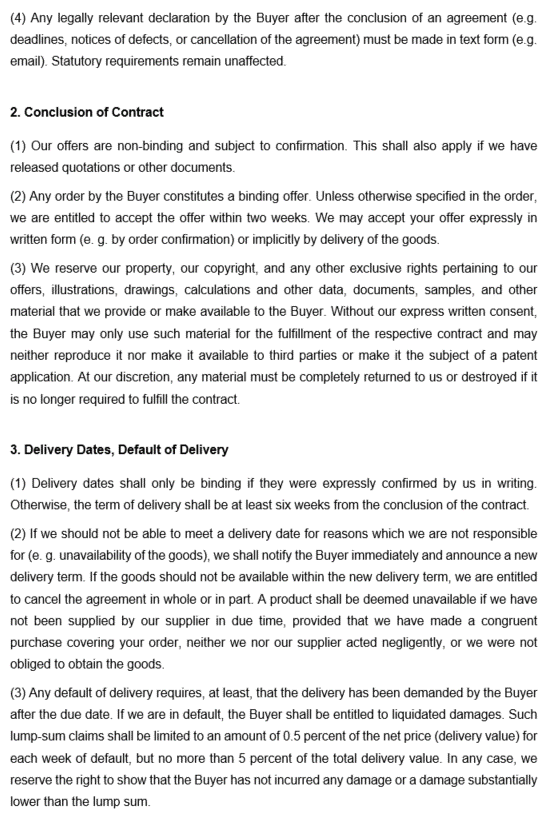 (4) Any legally relevant declaration by the Buyer after the conclusion of an agreement (e.g.
deadlines, notices of defects, or cancellation of the agreement) must be made in text form (e.g.
email). Statutory requirements remain unaffected.
2. Conclusion of Contract
(1) Our offers are non-binding and subject to confirmation. This shall also apply if we have
released quotations or other documents.
(2) Any order by the Buyer constitutes a binding offer. Unless otherwise specified in the order,
we are entitled to accept the offer within two weeks. We may accept your offer expressly in
written form (e. g. by order confirmation) or implicitly by delivery of the goods.
(3) We reserve our property, our copyright, and any other exclusive rights pertaining to our
offers, illustrations, drawings, calculations and other data, documents, samples, and other
material that we provide or make available to the Buyer. Without our express written consent,
the Buyer may only use such material for the fulfillment of the respective contract and may
neither reproduce it nor make it available to third parties or make it the subject of a patent
application. At our discretion, any material must be completely returned to us or destroyed if it
is no longer required to fulfill the contract.
3. Delivery Dates, Default of Delivery
(1) Delivery dates shall only be binding if they were expressly confirmed by us in writing.
Otherwise, the term of delivery shall be at least six weeks from the conclusion of the contract.
(2) If we should not be able to meet a delivery date for reasons which we are not responsible
for (e. g. unavailability of the goods), we shall notify the Buyer immediately and announce a new
delivery term. If the goods should not be available within the new delivery term, we are entitled
to cancel the agreement in whole or in part. A product shall be deemed unavailable if we have
not been supplied by our supplier in due time, provided that we have made a congruent
purchase covering your order, neither we nor our supplier acted negligently, or we were not
obliged to obtain the goods.
(3) Any default of delivery requires, at least, that the delivery has been demanded by the Buyer
after the due date. If we are in default, the Buyer shall be entitled to liquidated damages. Such
lump-sum claims shall be limited to an amount of 0.5 percent of the net price (delivery value) for
each week of default, but no more than 5 percent of the total delivery value. In any case, we
reserve the right to show that the Buyer has not incurred any damage or a damage substantially
lower than the lump sum.